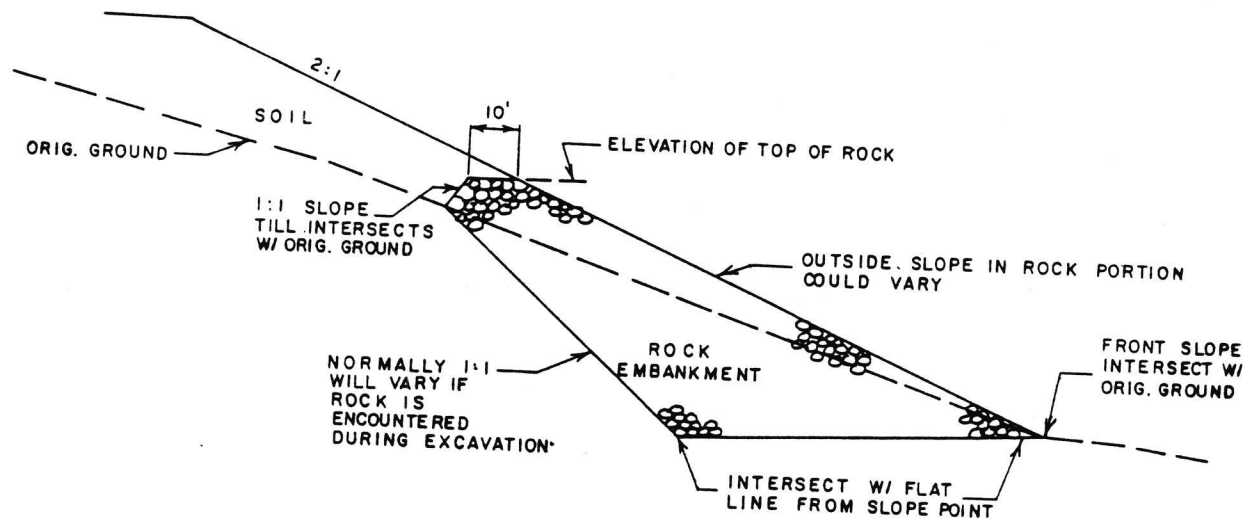 2:1
SOIL
10'
ORIG. GROUND
ELEVATION OF TOP OF ROCK
1:1 SLOPE
TILL INTERSECTS
W/ ORIG. GROUND
OUTSIDE SLOPE IN ROCK PORTION
COULD VARY
ROCK
EMBANKMENT
FRONT SLOPE
INTERSECT W/
ORIG. GROUND
NORMALLY 1:1
WILL VARY IF
ROCK IS
ENCOUNTERED
DURING EXCAVATION.
INTERSECT W/ FLAT
LINE FROM SLOPE POINT